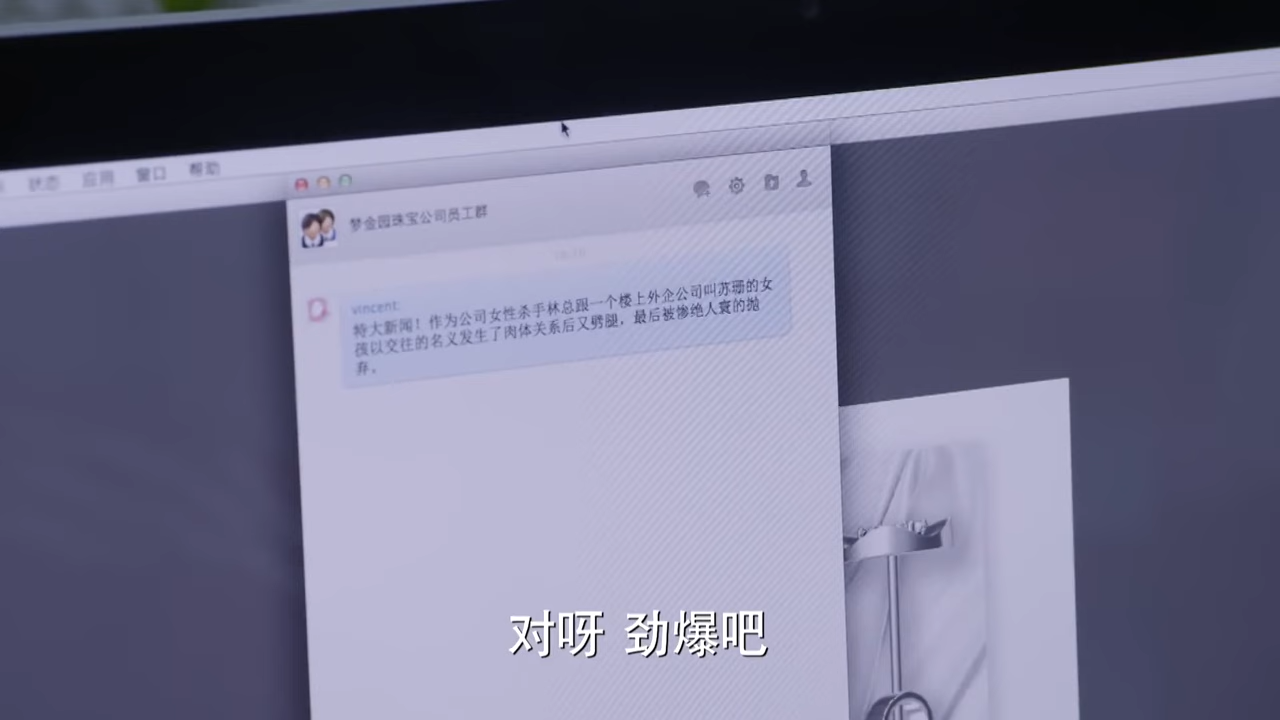 状态 应用 窗口 帮助
梦金园珠宝公司员工群
vincent
特大新闻！作为公司女性杀手林总跟一个楼上外企公司叫苏珊的女
孩以交往的名义发生了肉体关系后又劈腿，最后被惨绝人寰的抛
弃。
对呀 劲爆吧